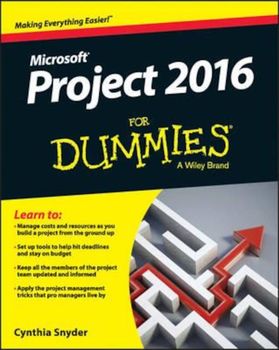 Making Everything Easier!™
Microsoft®
Project 2016
FOR
DUMMIES®
A Wiley Brand
Learn to:
• Manage costs and resources as you
build a project from the ground up
• Set up tools to help hit deadlines and
stay on budget
• Keep all the members of the project
team updated and informed
• Apply the project management
tricks that pro managers live by
Cynthia Snyder